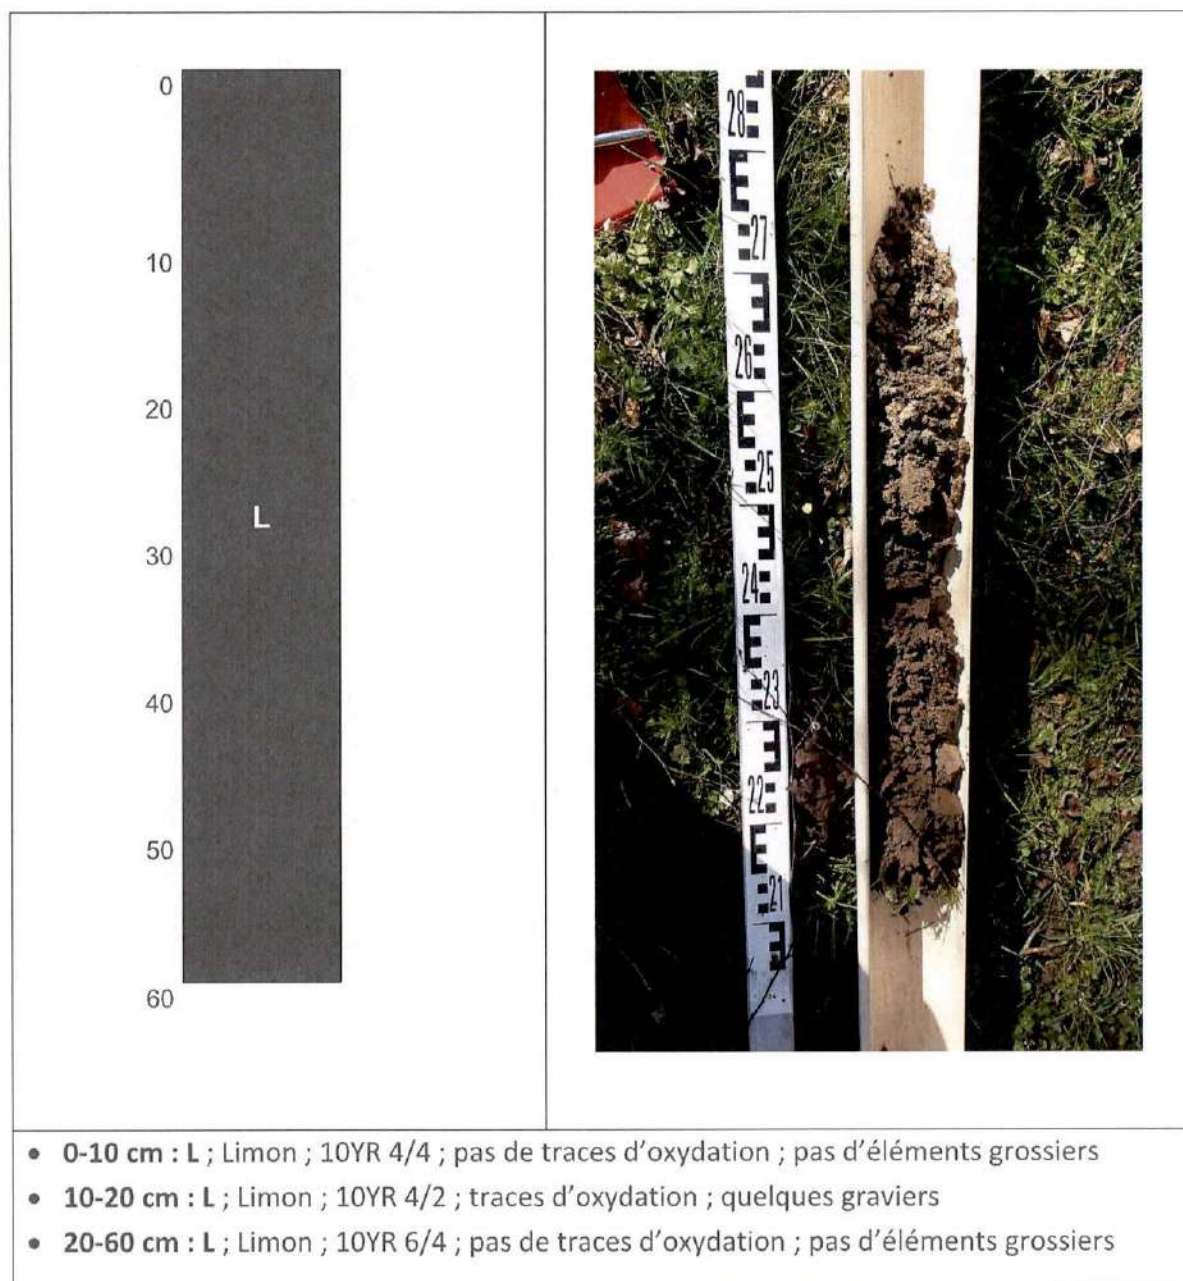 0
10
20
L
30
40
50
60
28
E
27
E
26
E
25
E
24
E
23
E
22
E
21
E
• 0-10 cm : L ; Limon ; 10YR 4/4 ; pas de traces d'oxydation ; pas d'éléments grossiers
• 10-20 cm : L ; Limon ; 10YR 4/2 ; traces d'oxydation ; quelques graviers
• 20-60 cm : L ; Limon ; 10YR 6/4 ; pas de traces d'oxydation ; pas d'éléments grossiers